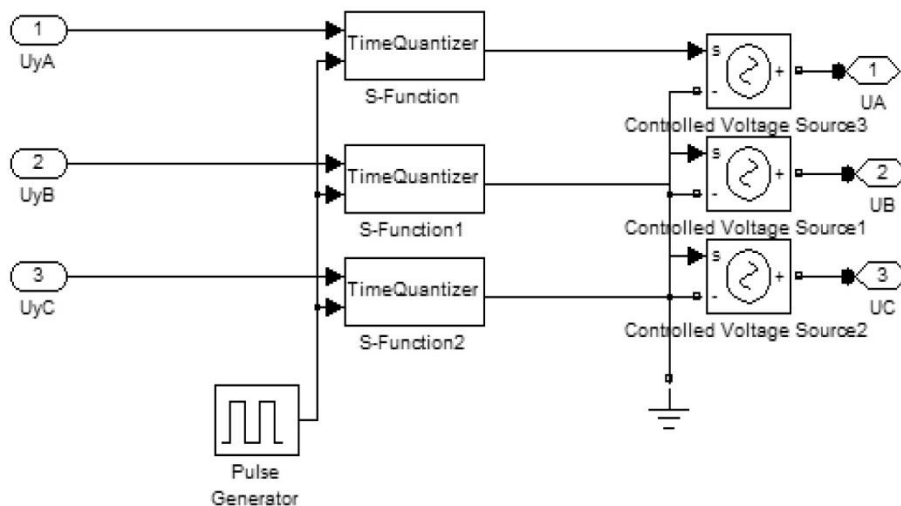 1
UyA
TimeQuantizer
S-Function
s
-
+
Controlled Voltage Source3
1
UA
2
UyB
TimeQuantizer
S-Function1
s
-
+
Controlled Voltage Source1
2
UB
3
UyC
TimeQuantizer
S-Function2
s
-
+
Controlled Voltage Source2
3
UC
Pulse
Generator